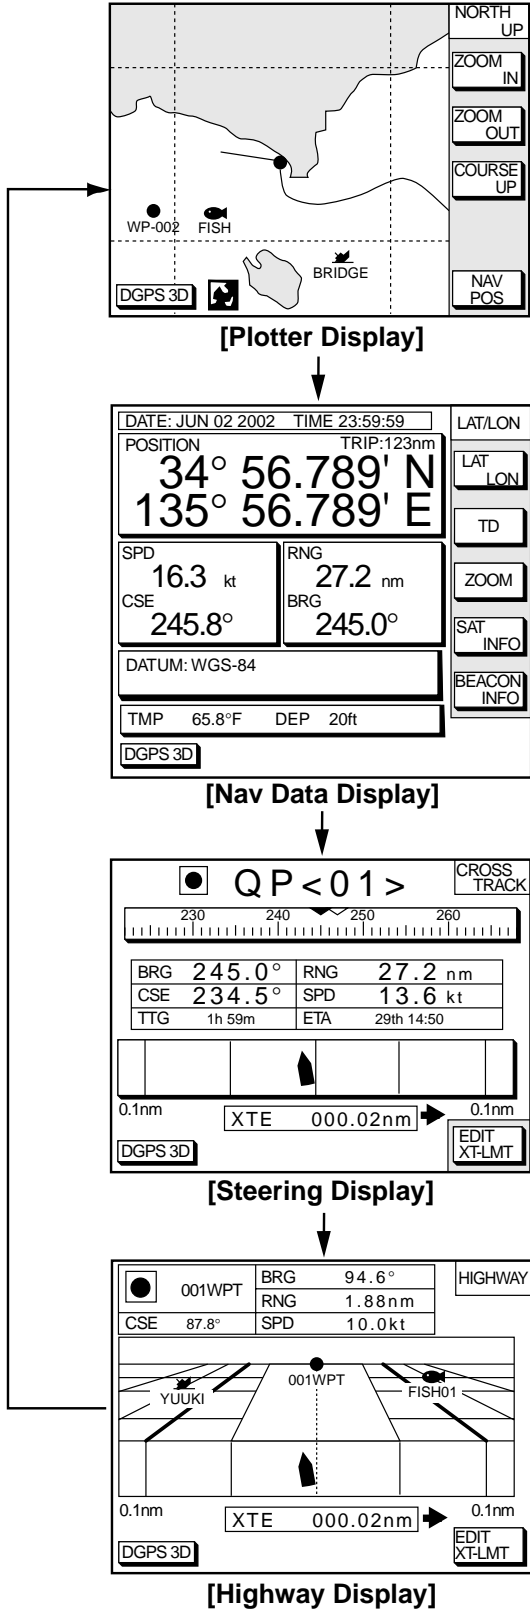 NORTH
UP
ZOOM
IN
ZOOM
OUT
COURSE
UP
WP-002 FISH
BRIDGE
DGPS 3D
NAV
POS
[Plotter Display]
DATE: JUN 02 2002 TIME 23:59:59
LAT/LON
POSITION TRIP:123nm
34° 56.789' N
135° 56.789' E
LAT
LON
TD
SPD
16.3 kt
CSE
245.8°
RNG
27.2 nm
BRG
245.0°
ZOOM
SAT
INFO
DATUM: WGS-84
BEACON
INFO
TMP 65.8°F DEP 20ft
DGPS 3D
[Nav Data Display]
QP<01>
CROSS
TRACK
230 240 250 260
BRG 245.0° RNG 27.2 nm
CSE 234.5° SPD 13.6 kt
TTG 1h 59m ETA 29th 14:50
0.1nm 0.1nm
XTE 000.02nm
DGPS 3D
EDIT
XT-LMT
[Steering Display]
001WPT
BRG 94.6°
HIGHWAY
RNG 1.88nm
CSE 87.8° SPD 10.0kt
001WPT
YUUKI FISH01
0.1nm 0.1nm
XTE 000.02nm
DGPS 3D
EDIT
XT-LMT
[Highway Display]